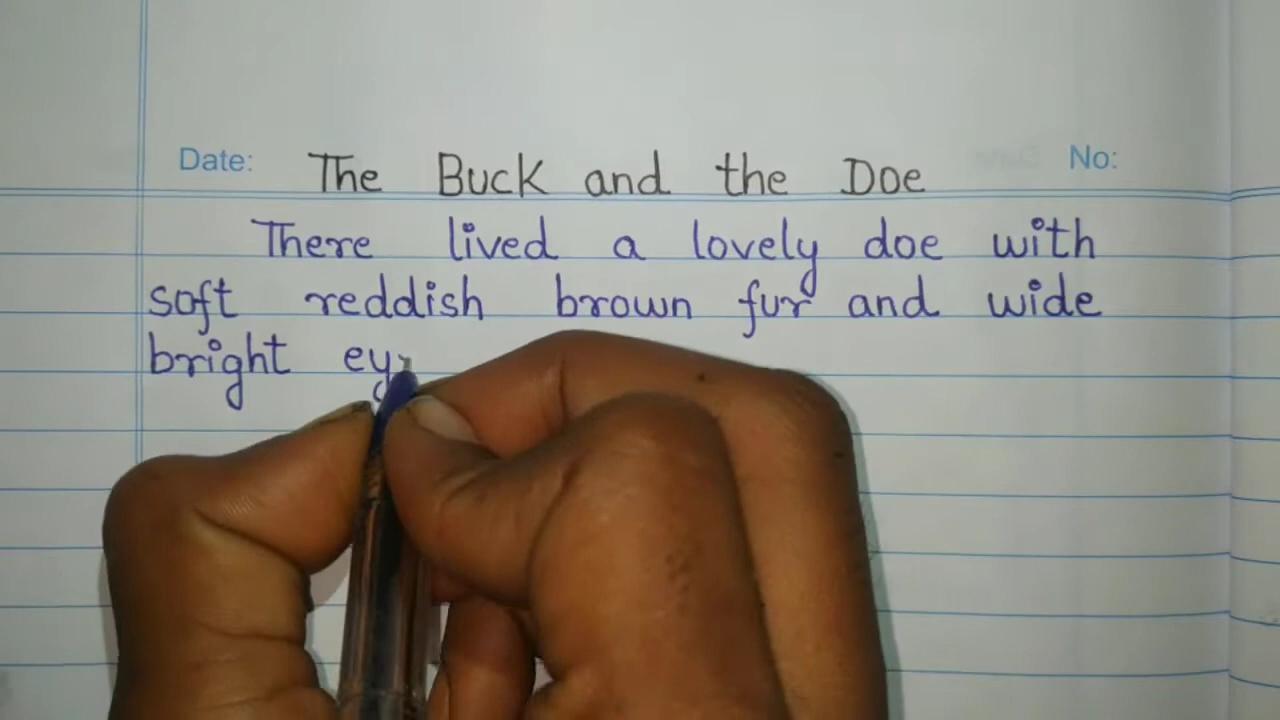 Date: The Buck and the Doe No:
There lived a lovely doe with
soft reddish brown fur and wide
bright ey